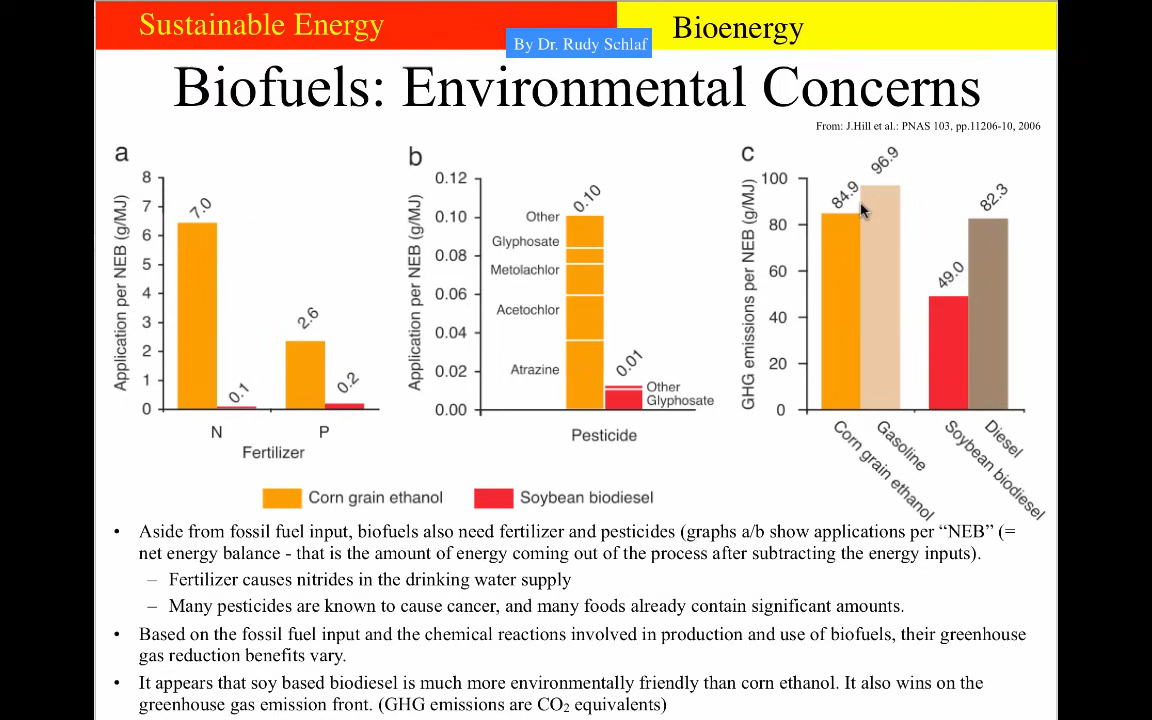 Sustainable Energy
Bioenergy
By Dr. Rudy Schlaf
Biofuels: Environmental Concerns
From: J.Hill et al.: PNAS 103, pp.11206-10, 2006
a
Application per NEB (g/MJ)
8
7
6
5
4
3
2
1
0
7.0
0.1
2.6
0.2
N
P
Fertilizer
b
Application per NEB (g/MJ)
0.12
0.10
0.08
0.06
0.04
0.02
0.00
0.10
Other
Glyphosate
Metolachlor
Acetochlor
Atrazine
0.01
Other
Glyphosate
Pesticide
c
GHG emissions per NEB (g/MJ)
100
80
60
40
20
0
84.9
96.9
49.0
82.3
Corn grain ethanol
Gasoline
Soybean biodiesel
Diesel
Corn grain ethanol
Soybean biodiesel
• Aside from fossil fuel input, biofuels also need fertilizer and pesticides (graphs a/b show applications per “NEB” (=
net energy balance - that is the amount of energy coming out of the process after subtracting the energy inputs).
– Fertilizer causes nitrides in the drinking water supply
– Many pesticides are known to cause cancer, and many foods already contain significant amounts.
• Based on the fossil fuel input and the chemical reactions involved in production and use of biofuels, their greenhouse
gas reduction benefits vary.
• It appears that soy based biodiesel is much more environmentally friendly than corn ethanol. It also wins on the
greenhouse gas emission front. (GHG emissions are CO₂ equivalents)